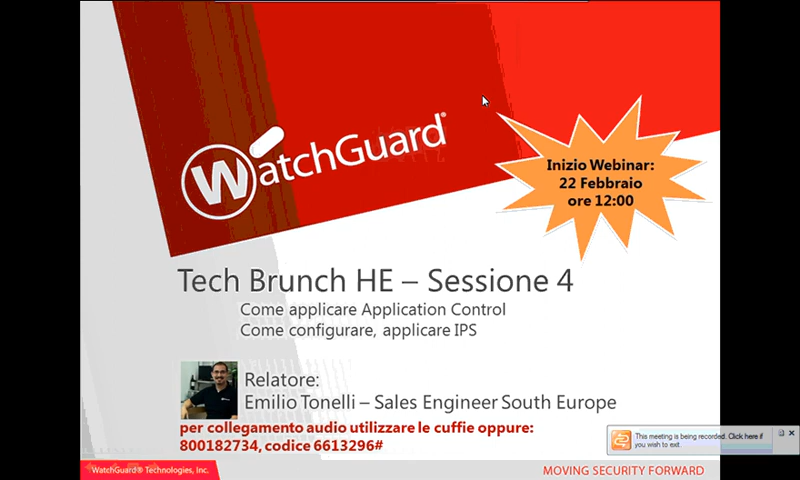 WatchGuard®
Inizio Webinar:
22 Febbraio
ore 12:00
Tech Brunch HE – Sessione 4
Come applicare Application Control
Come configurare, applicare IPS
Relatore:
Emilio Tonelli – Sales Engineer South Europe
per collegamento audio utilizzare le cuffie oppure:
800182734, codice 6613296#
This meeting is being recorded. Click here if
you wish to exit.
WatchGuard® Technologies, Inc.
MOVING SECURITY FORWARD